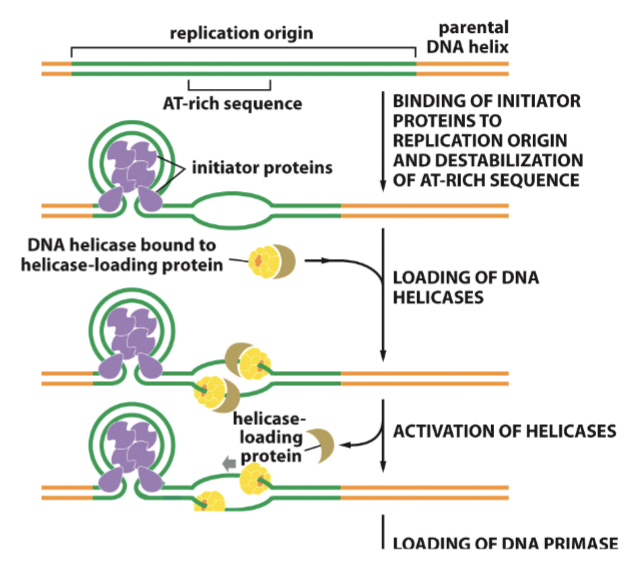 replication origin
parental
DNA helix
AT-rich sequence
BINDING OF INITIATOR
PROTEINS TO
REPLICATION ORIGIN
AND DESTABILIZATION
OF AT-RICH SEQUENCE
initiator proteins
DNA helicase bound to
helicase-loading protein
LOADING OF DNA
HELICASES
helicase-
loading
protein
ACTIVATION OF HELICASES
LOADING OF DNA PRIMASE